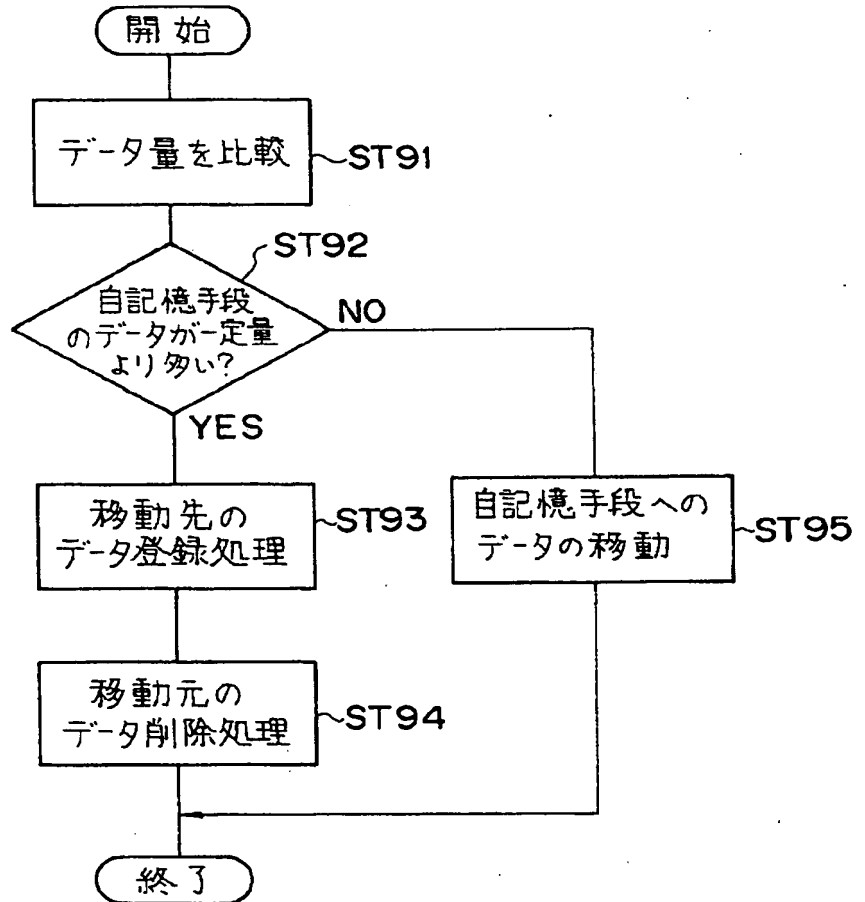 開始
データ量を比較
ST91
ST92
自記憶手段
のデータが一定量
より多い?
NO
YES
移動先の
データ登録処理
ST93
自記憶手段への
データの移動
ST95
移動元の
データ削除処理
ST94
終了